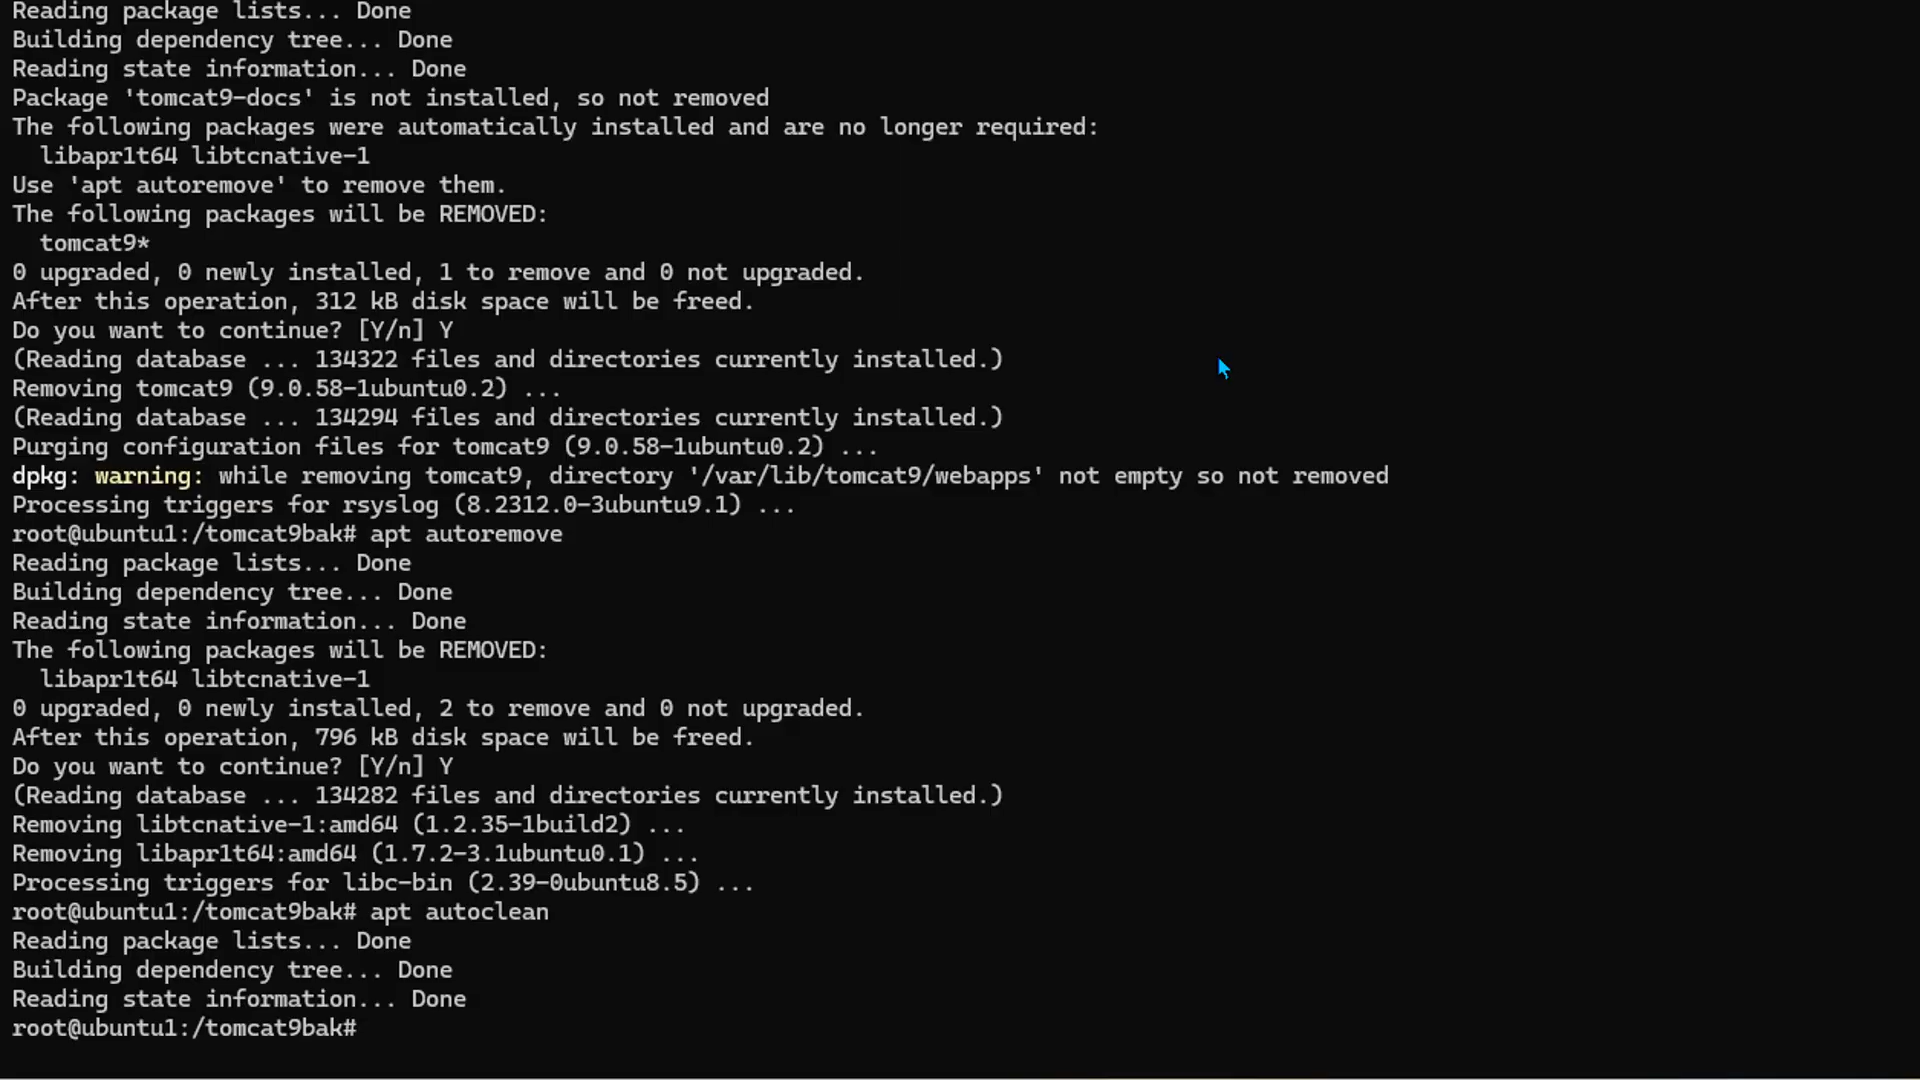 Reading package lists... Done
Building dependency tree... Done
Reading state information... Done
Package 'tomcat9-docs' is not installed, so not removed
The following packages were automatically installed and are no longer required:
  libapr1t64 libtcnative-1
Use 'apt autoremove' to remove them.
The following packages will be REMOVED:
  tomcat9*
0 upgraded, 0 newly installed, 1 to remove and 0 not upgraded.
After this operation, 312 kB disk space will be freed.
Do you want to continue? [Y/n] Y
(Reading database ... 134322 files and directories currently installed.)
Removing tomcat9 (9.0.58-1ubuntu0.2) ...
(Reading database ... 134294 files and directories currently installed.)
Purging configuration files for tomcat9 (9.0.58-1ubuntu0.2) ...
dpkg: warning: while removing tomcat9, directory '/var/lib/tomcat9/webapps' not empty so not removed
Processing triggers for rsyslog (8.2312.0-3ubuntu9.1) ...
root@ubuntu1:/tomcat9bak# apt autoremove
Reading package lists... Done
Building dependency tree... Done
Reading state information... Done
The following packages will be REMOVED:
  libapr1t64 libtcnative-1
0 upgraded, 0 newly installed, 2 to remove and 0 not upgraded.
After this operation, 796 kB disk space will be freed.
Do you want to continue? [Y/n] Y
(Reading database ... 134282 files and directories currently installed.)
Removing libtcnative-1:amd64 (1.2.35-1build2) ...
Removing libapr1t64:amd64 (1.7.2-3.1ubuntu0.1) ...
Processing triggers for libc-bin (2.39-0ubuntu8.5) ...
root@ubuntu1:/tomcat9bak# apt autoclean
Reading package lists... Done
Building dependency tree... Done
Reading state information... Done
root@ubuntu1:/tomcat9bak#